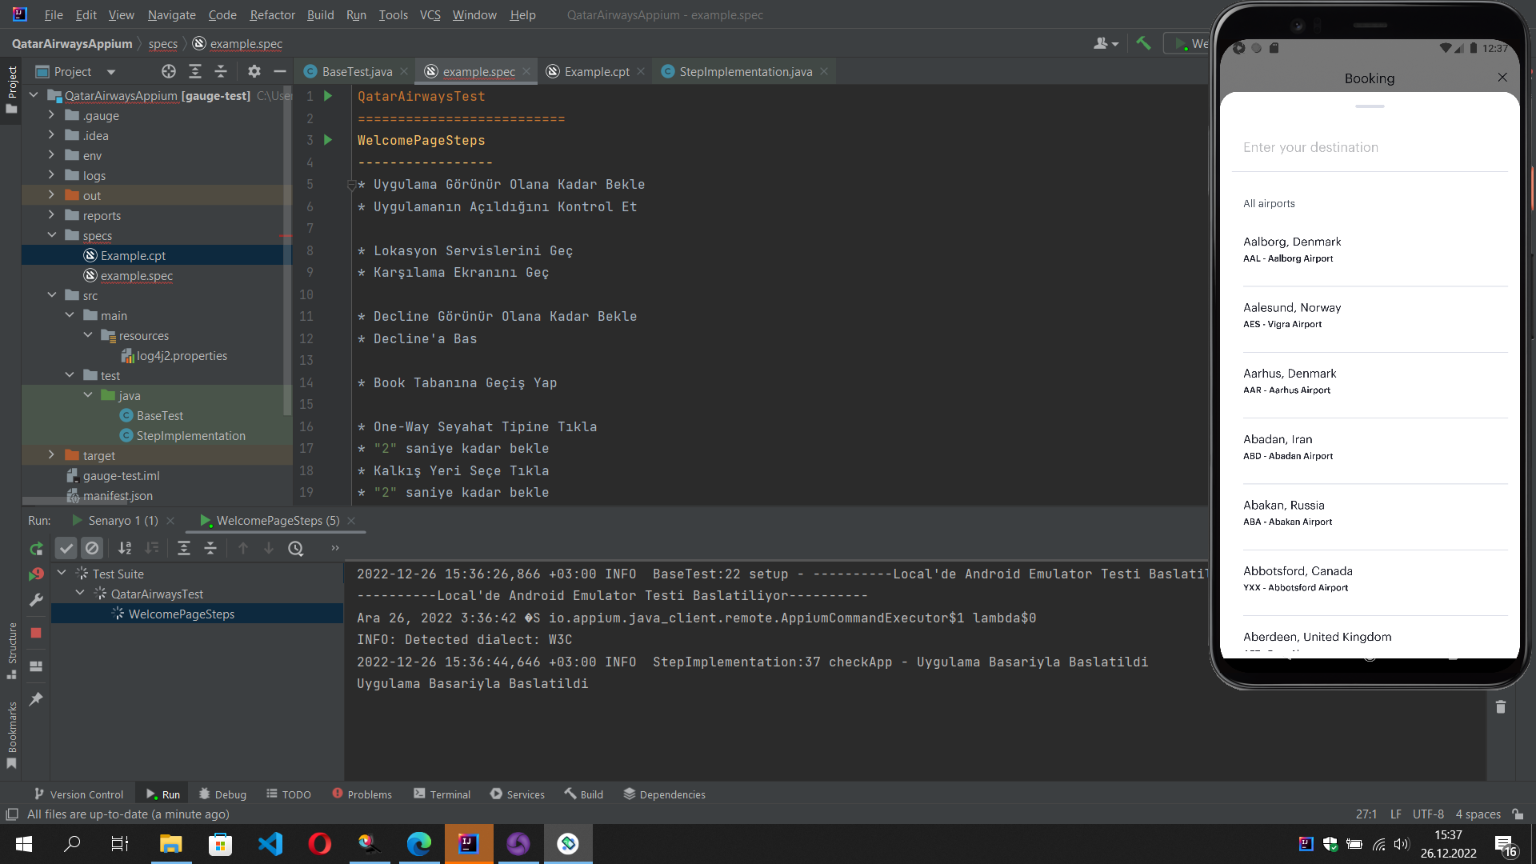 File Edit View Navigate Code Refactor Build Run Tools VCS Window Help QatarAirwaysAppium - example.spec
QatarAirwaysAppium specs example.spec
Project
BaseTest.java example.spec Example.cpt StepImplementation.java
Project
QatarAirwaysAppium [gauge-test]
.gauge
.idea
env
logs
out
reports
specs
Example.cpt
example.spec
src
main
resources
log4j2.properties
test
java
BaseTest
StepImplementation
target
gauge-test.iml
manifest.json
1 QatarAirwaysTest
2 ==========================
3 WelcomePageSteps
4 -----------------
5 * Uygulama Görünür Olana Kadar Bekle
6 * Uygulamanın Açıldığını Kontrol Et
7
8 * Lokasyon Servislerini Geç
9 * Karşılama Ekranını Geç
10
11 * Decline Görünür Olana Kadar Bekle
12 * Decline'a Bas
13
14 * Book Tabanına Geçiş Yap
15
16 * One-Way Seyahat Tipine Tıkla
17 * "2" saniye kadar bekle
18 * Kalkış Yeri Seçe Tıkla
19 * "2" saniye kadar bekle
12:37
Booking
Enter your destination
All airports
Aalborg, Denmark
AAL - Aalborg Airport
Aalesund, Norway
AES - Vigra Airport
Aarhus, Denmark
AAR - Aarhus Airport
Abadan, Iran
ABD - Abadan Airport
Abakan, Russia
ABA - Abakan Airport
Abbotsford, Canada
YXX - Abbotsford Airport
Aberdeen, United Kingdom
Run: Senaryo 1 (1) WelcomePageSteps (5)
Test Suite
QatarAirwaysTest
WelcomePageSteps
2022-12-26 15:36:26,866 +03:00 INFO  BaseTest:22 setup - ----------Local'de Android Emulator Testi
----------Local'de Android Emulator Testi Baslatiliyor----------
Ara 26, 2022 3:36:42 �S io.appium.java_client.remote.AppiumCommandExecutor$1 lambda$0
INFO: Detected dialect: W3C
2022-12-26 15:36:44,646 +03:00 INFO  StepImplementation:37 checkApp - Uygulama Basariyla Baslatildi
Uygulama Basariyla Baslatildi
Structure
Bookmarks
Version Control Run Debug TODO Problems Terminal Services Build Dependencies
All files are up-to-date (a minute ago) 27:1 LF UTF-8 4 spaces
15:37
26.12.2022
16